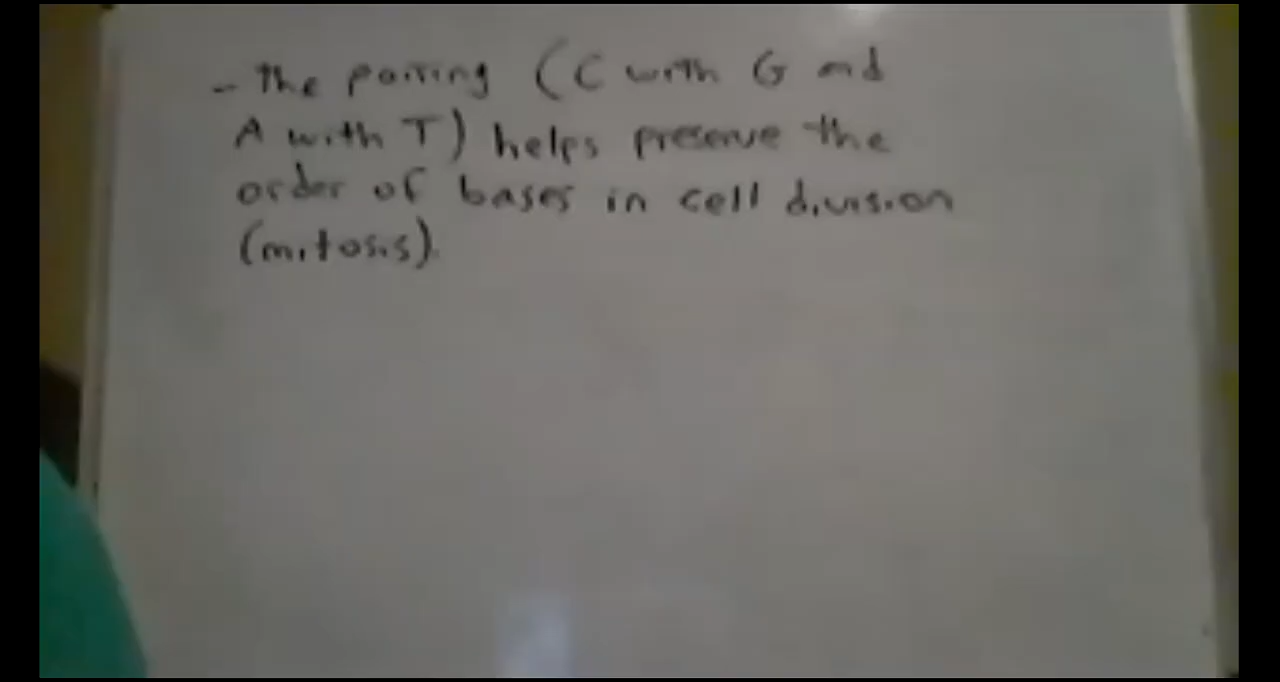 - The pairing (C with G and
A with T) helps preserve the
order of bases in cell division
(mitosis).